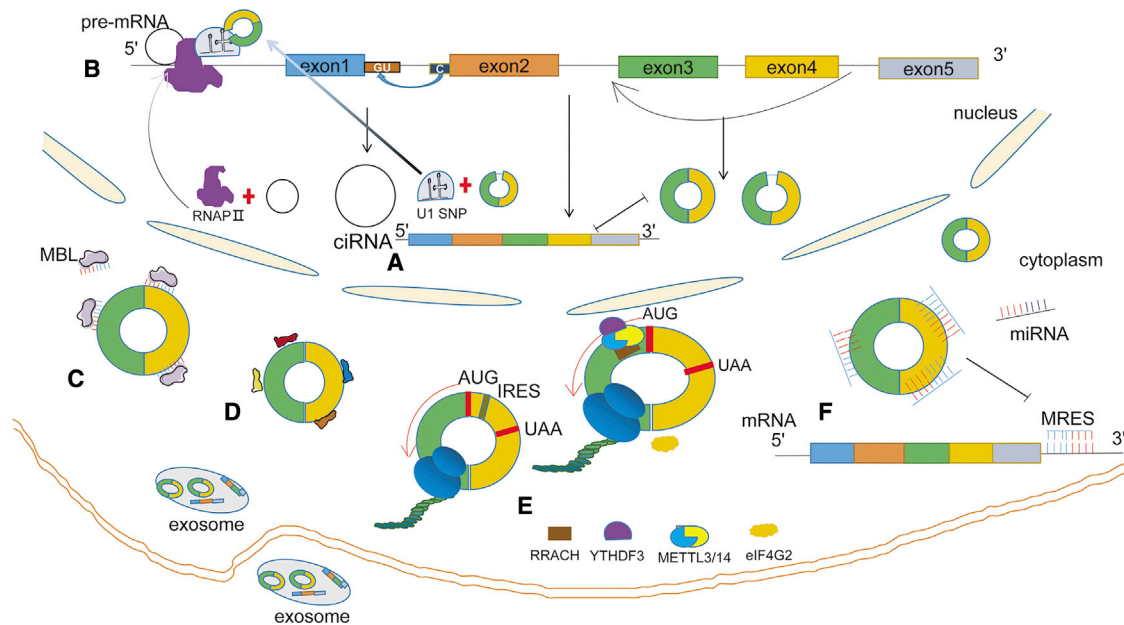 pre-mRNA
5'
3'
B
exon1
GU
C
exon2
exon3
exon4
exon5
nucleus
RNAPⅡ
+
ciRNA
U1 SNP
+
5'
3'
A
MBL
C
D
AUG
IRES
UAA
AUG
UAA
E
cytoplasm
miRNA
F
MRES
mRNA
5'
3'
exosome
exosome
RRACH
YTHDF3
METTL3/14
eIF4G2